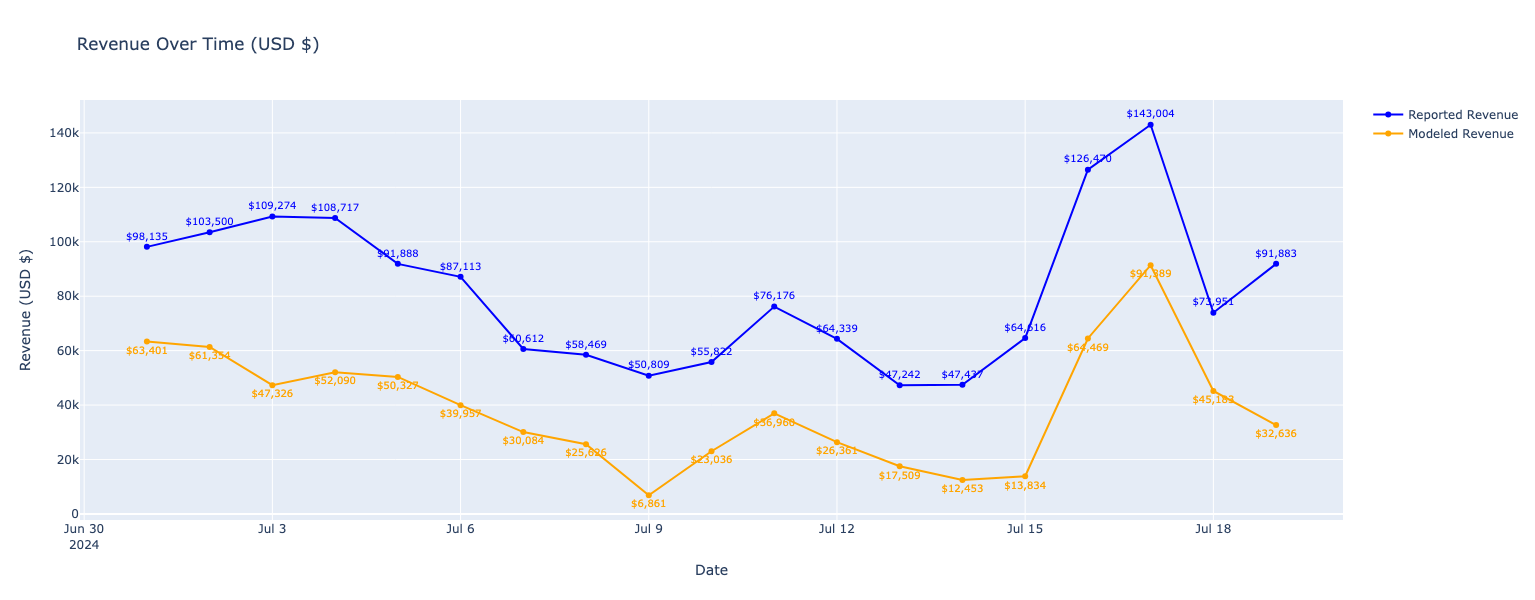 Revenue Over Time (USD $)
Reported Revenue
Modeled Revenue
Revenue (USD $)
140k
120k
100k
80k
60k
40k
20k
0
$98,135
$103,500
$109,274
$108,717
$91,888
$87,113
$60,612
$58,469
$50,809
$55,822
$76,176
$64,339
$47,242
$47,437
$64,616
$126,470
$143,004
$73,951
$91,883
$63,401
$61,354
$47,326
$52,090
$50,327
$39,957
$30,084
$6,861
$23,036
$36,960
$26,361
$17,509
$12,453
$13,834
$64,469
$45,183
$32,636
Jun 30
2024
Jul 3
Jul 6
Jul 9
Jul 12
Jul 15
Jul 18
Date